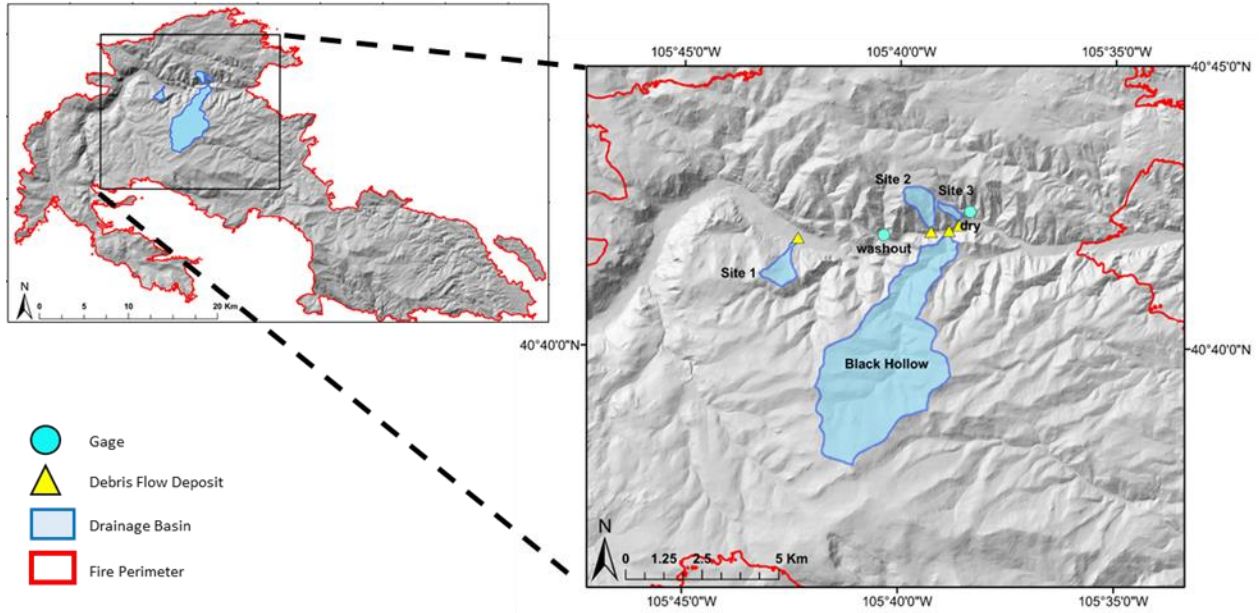 N
0 5 10 20 Km
Gage
Debris Flow Deposit
Drainage Basin
Fire Perimeter
105°45'0"W 105°40'0"W 105°35'0"W
40°45'0"N
Site 2
Site 3
dry
washout
Site 1
40°40'0"N 40°40'0"N
Black Hollow
N
0 1.25 2.5 5 Km
105°45'0"W 105°40'0"W 105°35'0"W